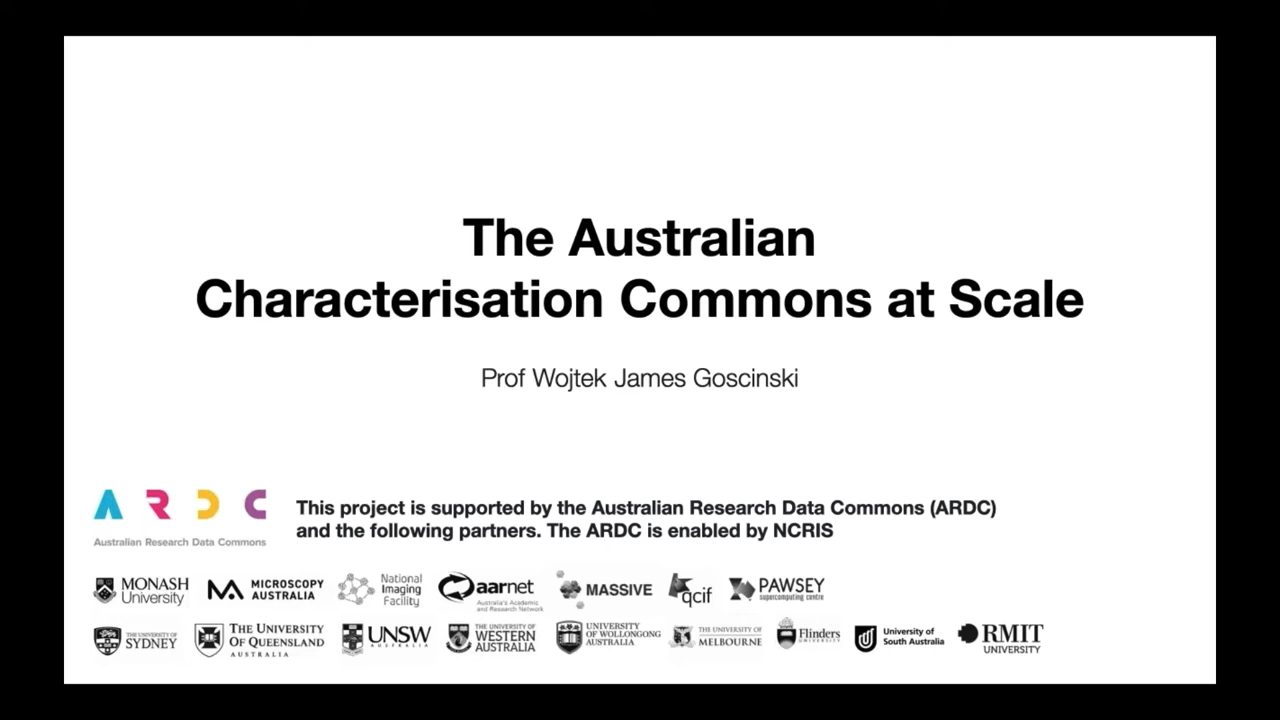 The Australian
Characterisation Commons at Scale
Prof Wojtek James Goscinski
A R D C
Australian Research Data Commons
This project is supported by the Australian Research Data Commons (ARDC)
and the following partners. The ARDC is enabled by NCRIS
MONASH University
MICROSCOPY AUSTRALIA
National Imaging Facility
aarnet Australia's Academic and Research Network
MASSIVE
qcif
PAWSEY supercomputing centre
THE UNIVERSITY OF SYDNEY
THE UNIVERSITY OF QUEENSLAND AUSTRALIA
UNSW AUSTRALIA
THE UNIVERSITY OF WESTERN AUSTRALIA
UNIVERSITY OF WOLLONGONG AUSTRALIA
THE UNIVERSITY OF MELBOURNE
Flinders UNIVERSITY
University of South Australia
RMIT UNIVERSITY